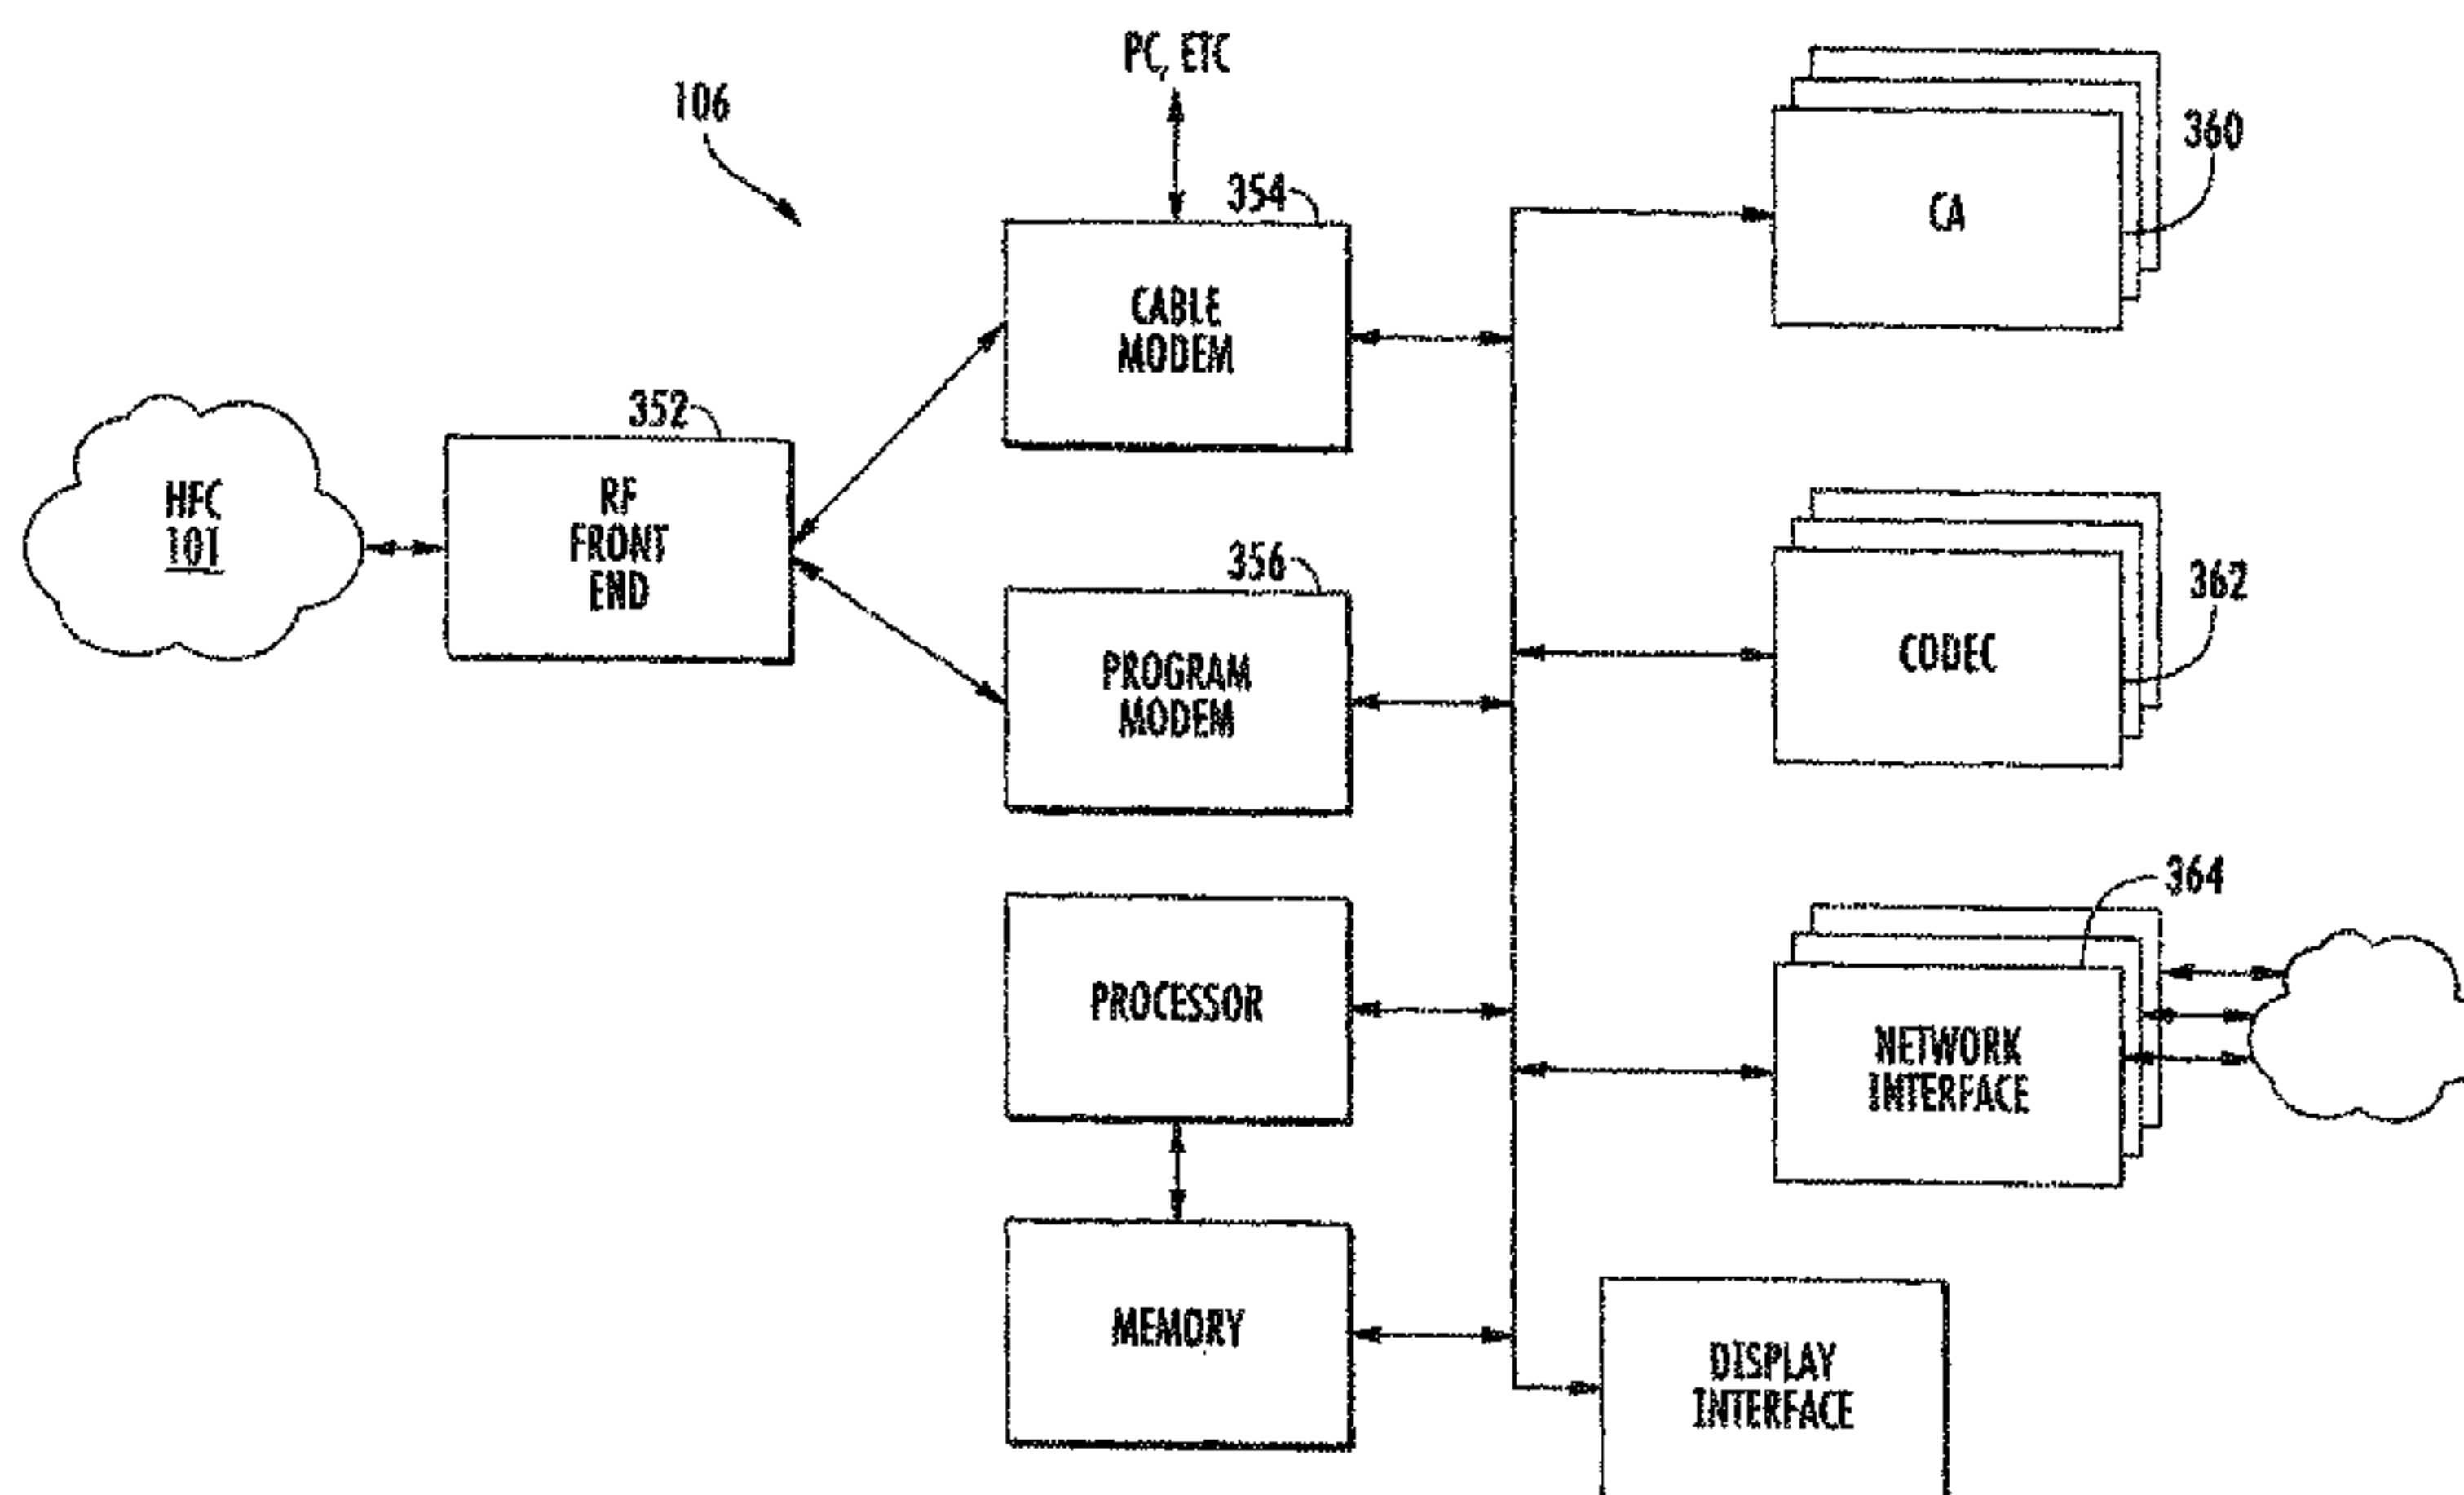 PC, ETC
106
354
360
CA
CABLE
MODEM
352
HFC
101
RF
FRONT
END
356
362
CODEC
PROGRAM
MODEM
364
PROCESSOR
NETWORK
INTERFACE
MEMORY
DISPLAY
INTERFACE